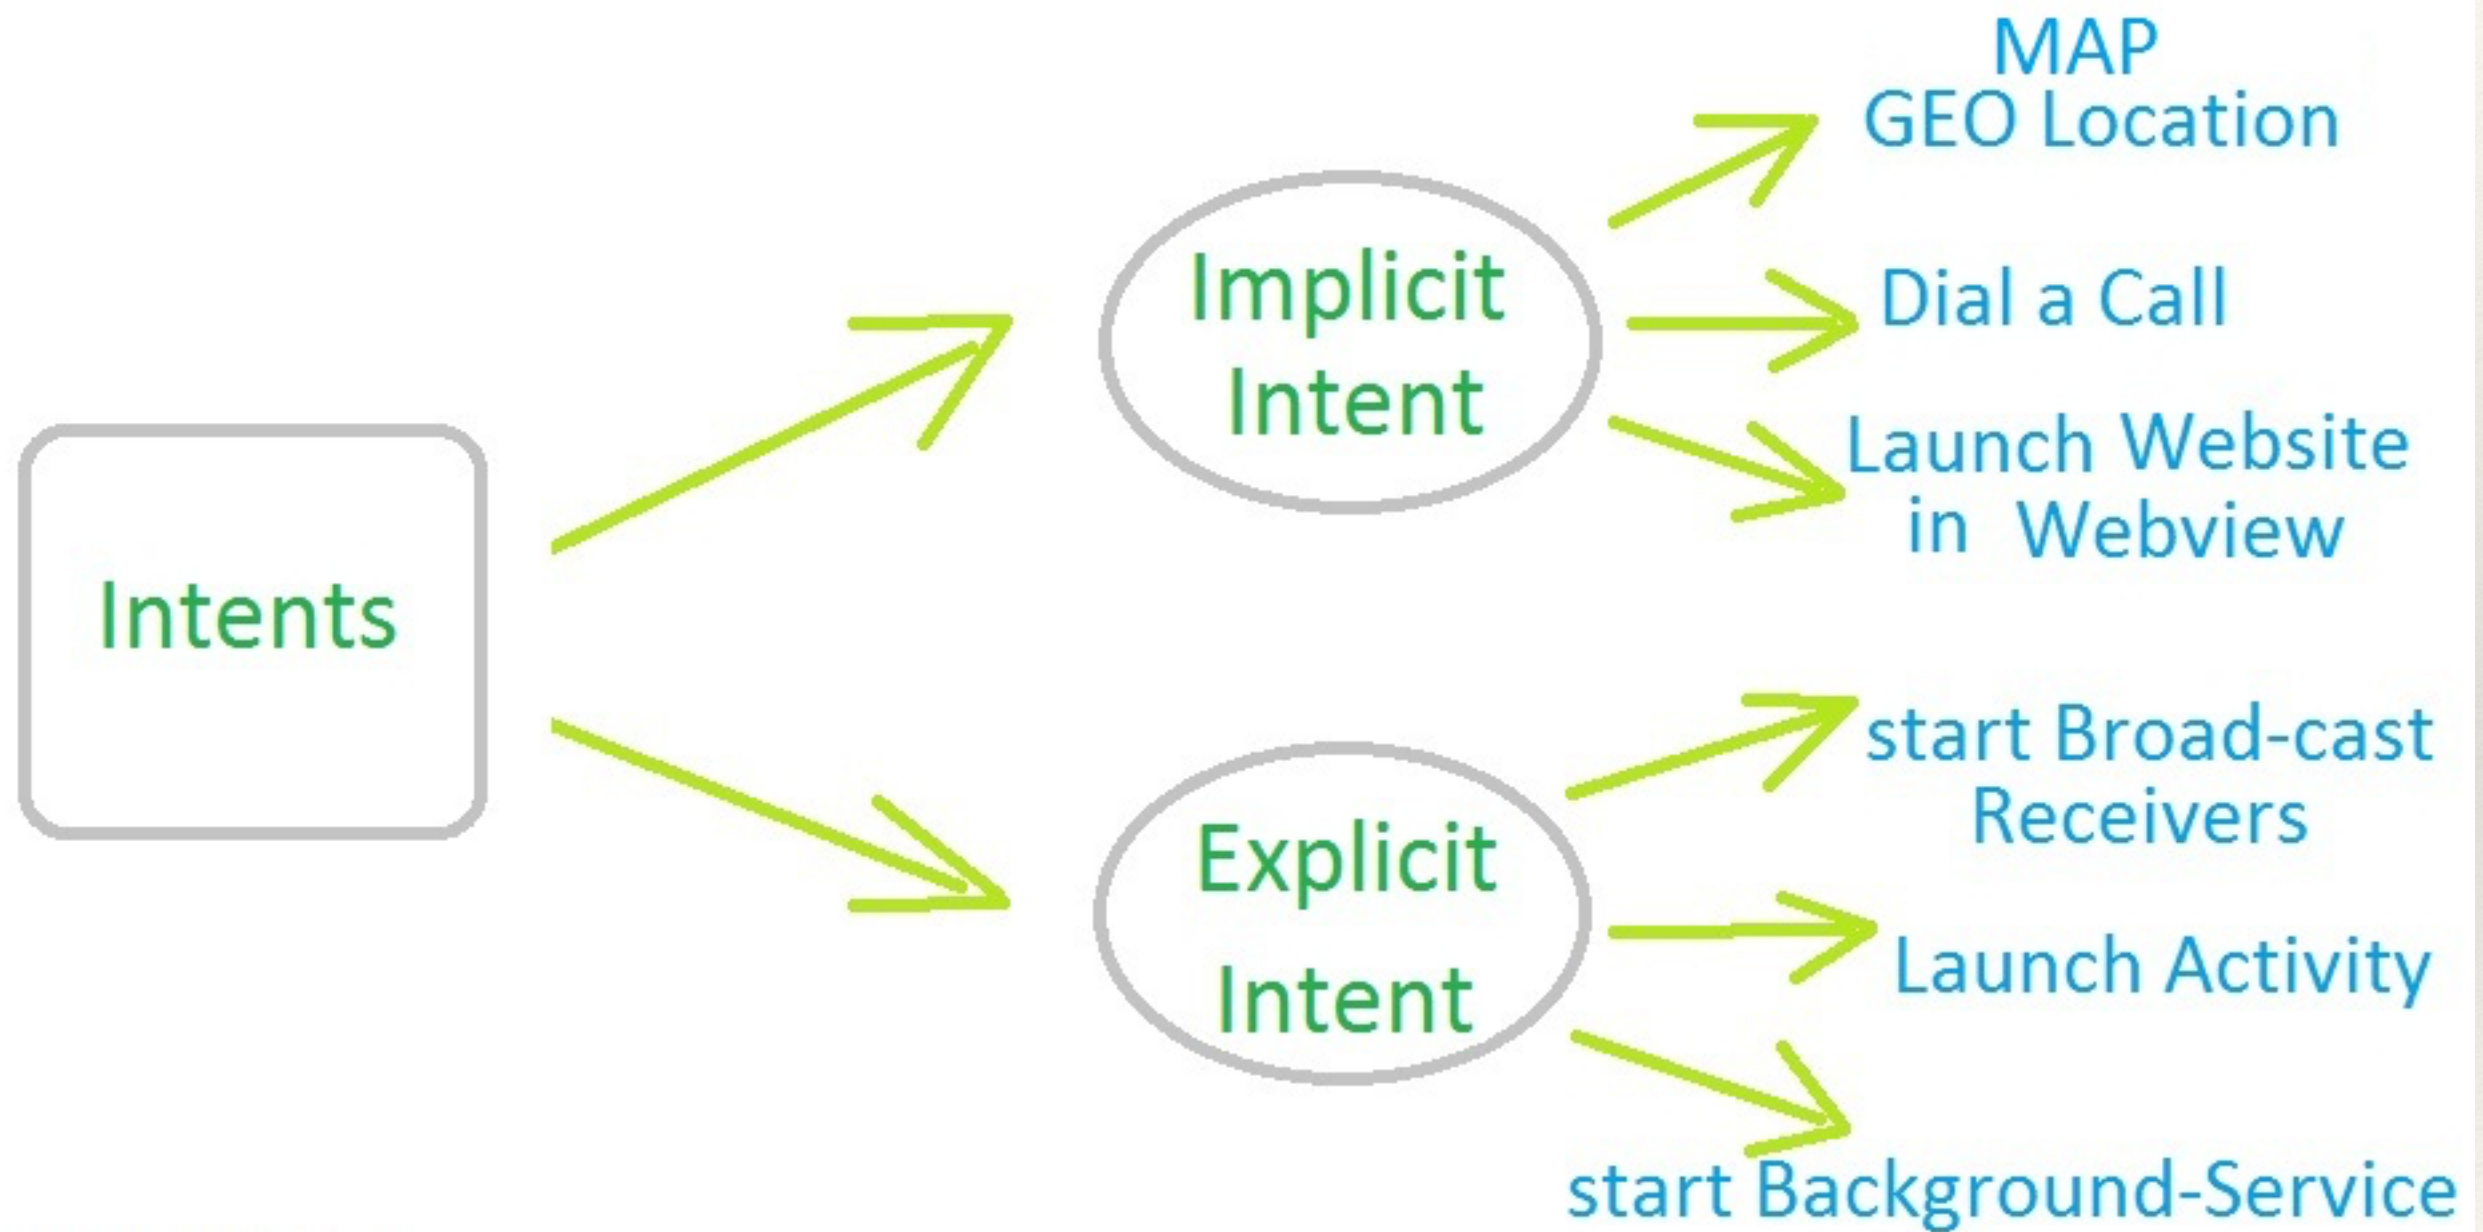 Intents
Implicit
Intent
MAP
GEO Location
Dial a Call
Launch Website
in Webview
Explicit
Intent
start Broad-cast
Receivers
Launch Activity
start Background-Service